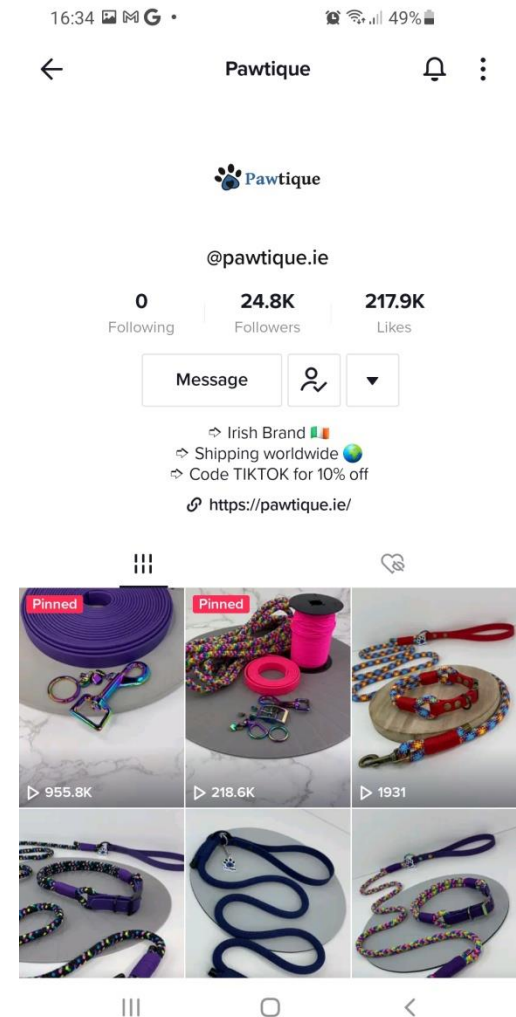 16:34
49%
Pawtique
Pawtique
@pawtique.ie
0 24.8K 217.9K
Following Followers Likes
Message
➩ Irish Brand 🇮🇪
➩ Shipping worldwide 🌍
➩ Code TIKTOK for 10% off
https://pawtique.ie/
Pinned
Pinned
955.8K
218.6K
1931